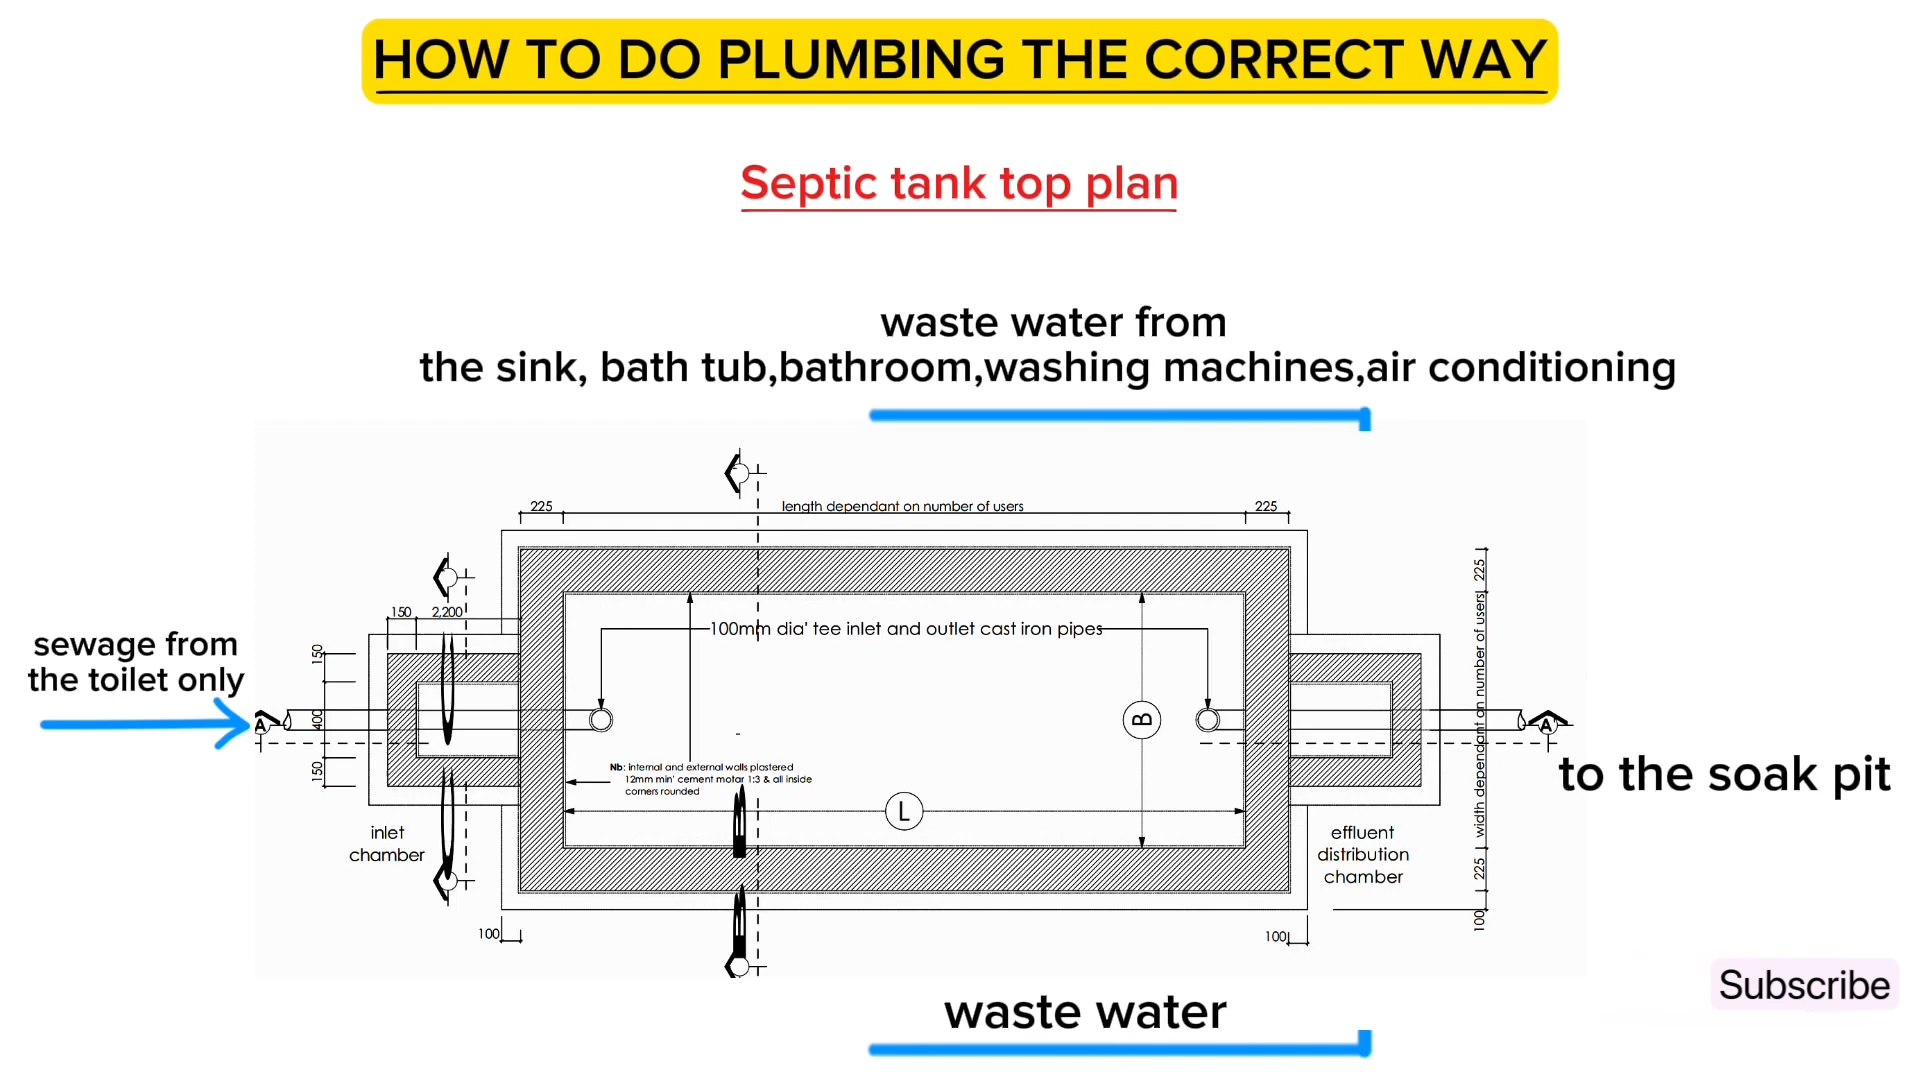 HOW TO DO PLUMBING THE CORRECT WAY
Septic tank top plan
waste water from
the sink, bath tub,bathroom,washing machines,air conditioning
225
length dependant on number of users
225
150
2,200
100mm dia' tee inlet and outlet cast iron pipes
sewage from
the toilet only
150
400
150
A
B
A
225
width dependant on number of users
225
100
Nb: internal and external walls plastered
12mm min' cement motar 1:3 & all inside
corners rounded
L
to the soak pit
inlet
chamber
effluent
distribution
chamber
100
100
Subscribe
waste water